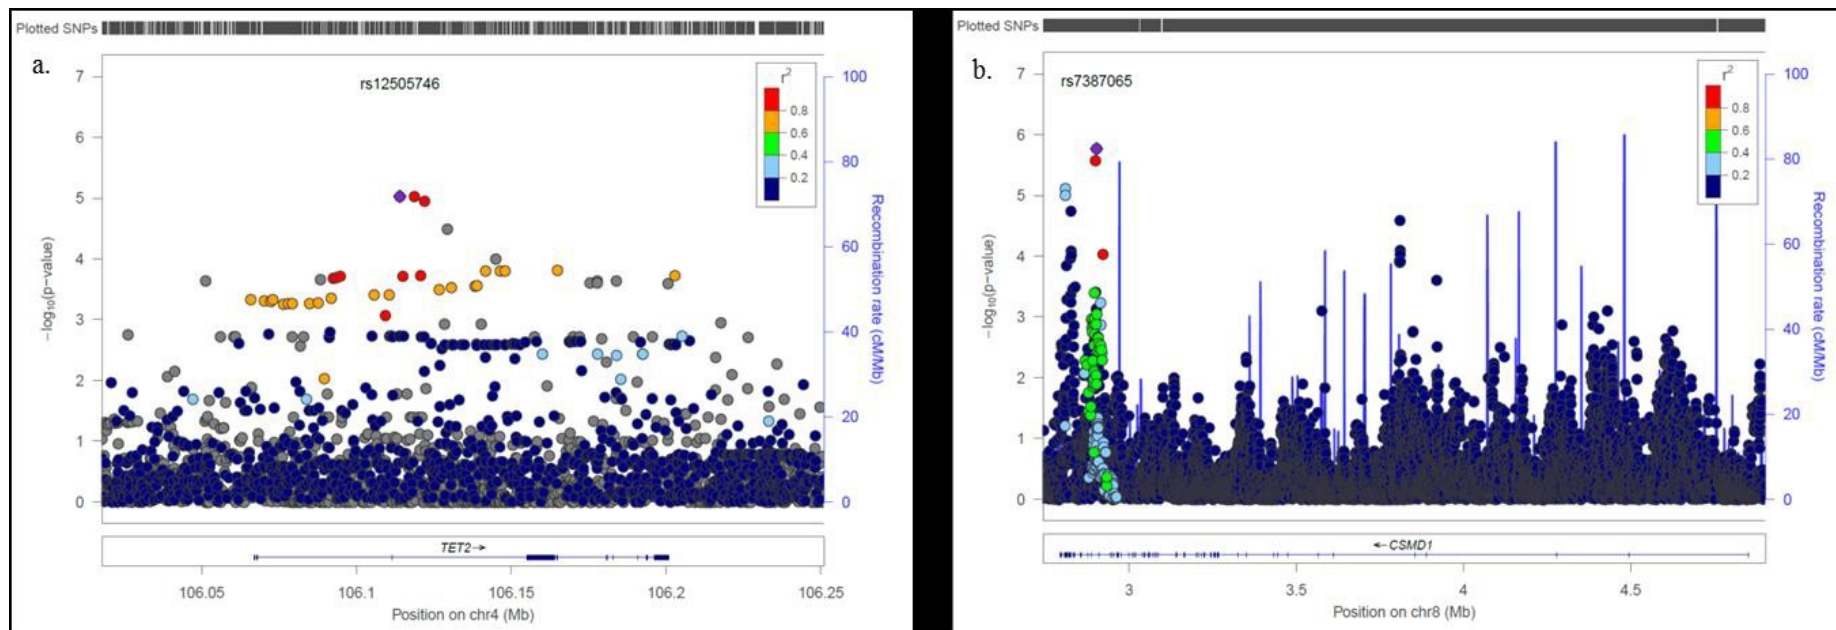 Plotted SNPs
a.
rs12505746
r2
0.8
0.6
0.4
0.2
7
6
5
4
3
2
1
0
−log10(p-value)
100
80
60
40
20
0
Recombination rate (cM/Mb)
TET2→
106.05 106.1 106.15 106.2 106.25
Position on chr4 (Mb)
Plotted SNPs
b.
rs7387065
r2
0.8
0.6
0.4
0.2
7
6
5
4
3
2
1
0
−log10(p-value)
100
80
60
40
20
0
Recombination rate (cM/Mb)
←CSMD1
3 3.5 4 4.5
Position on chr8 (Mb)